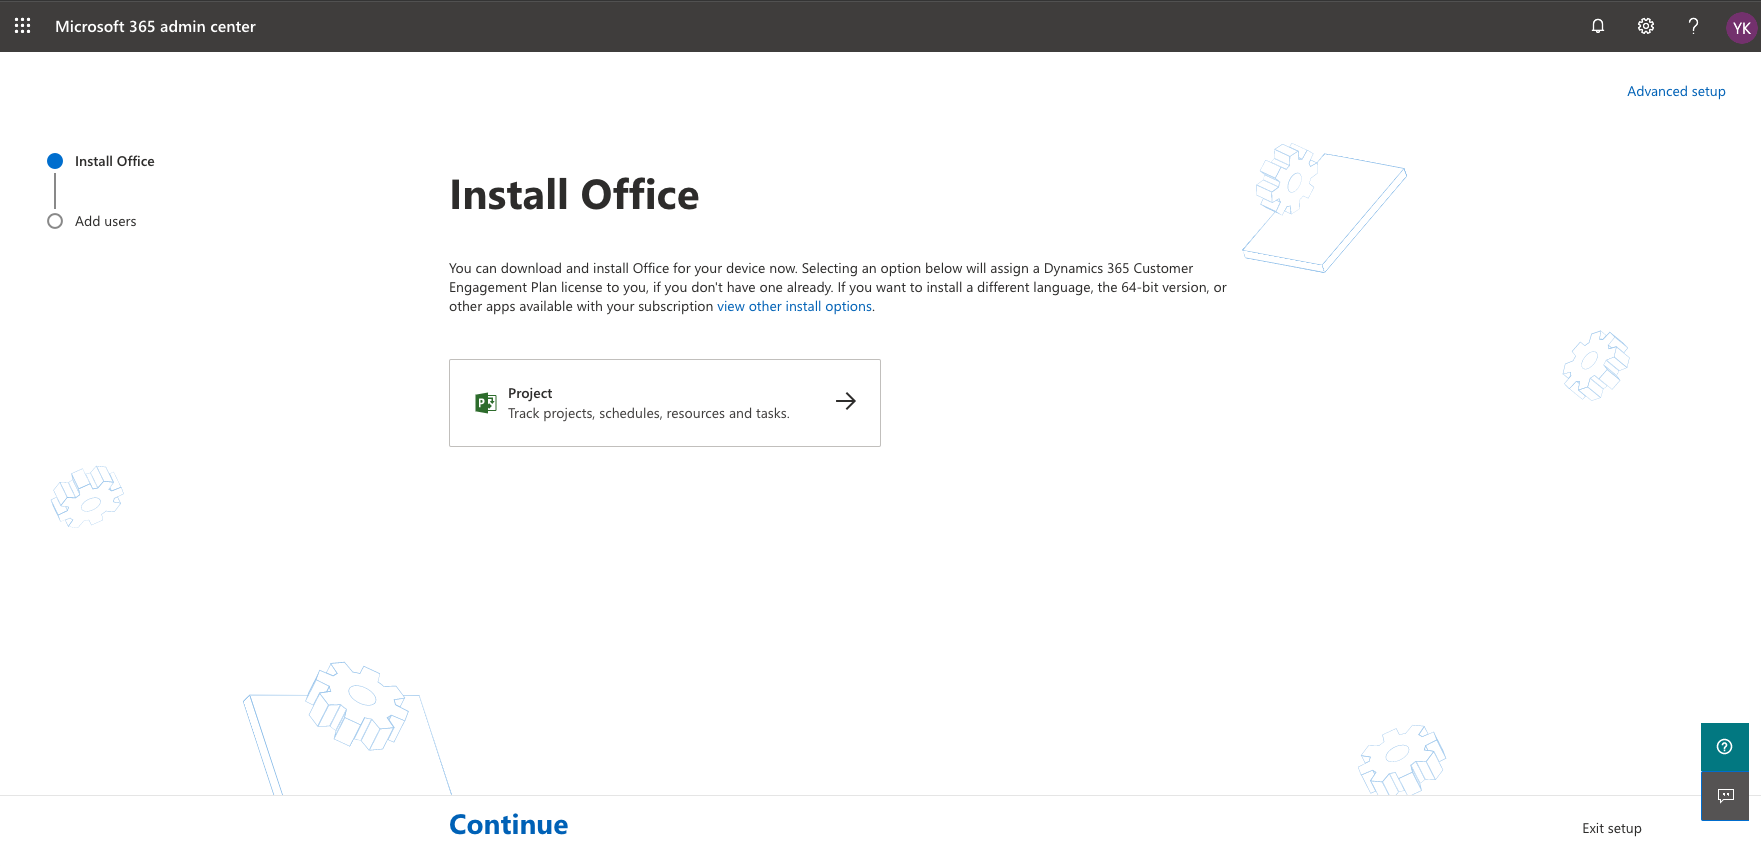 Microsoft 365 admin center
YK
Advanced setup
Install Office
Add users
Install Office
You can download and install Office for your device now. Selecting an option below will assign a Dynamics 365 Customer
Engagement Plan license to you, if you don't have one already. If you want to install a different language, the 64-bit version, or
other apps available with your subscription view other install options.
Project
Track projects, schedules, resources and tasks.
Continue
Exit setup